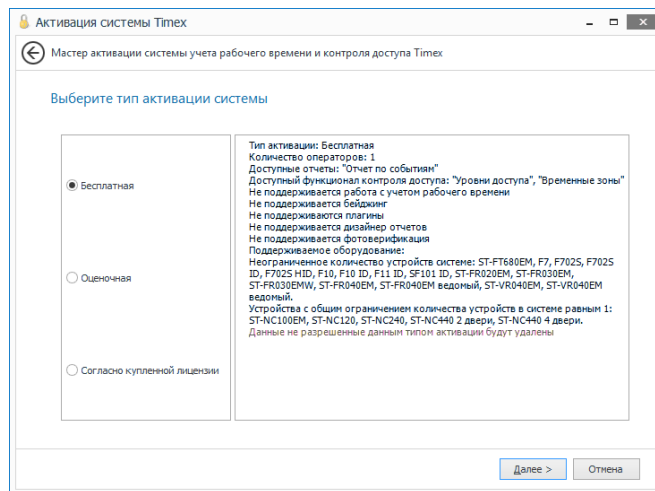 Активация системы Timex
Мастер активации системы учета рабочего времени и контроля доступа Timex
Выберите тип активации системы
Бесплатная
Оценочная
Согласно купленной лицензии
Тип активации: Бесплатная
Количество операторов: 1
Доступные отчеты: "Отчет по событиям"
Доступный функционал контроля доступа: "Уровни доступа", "Временные зоны"
Не поддерживается работа с учетом рабочего времени
Не поддерживается бейджинг
Не поддерживаются плагины
Не поддерживается дизайнер отчетов
Не поддерживается фотоверификация
Поддерживаемое оборудование:
Неограниченное количество устройств системе: ST-FT680EM, F7, F702S, F702S
ID, F702S HID, F10, F10 ID, F11 ID, SF101 ID, ST-FR020EM, ST-FR030EM,
ST-FR030EMW, ST-FR040EM, ST-FR040EM ведомый, ST-VR040EM, ST-VR040EM
ведомый.
Устройства с общим ограничением количества устройств в системе равным 1:
ST-NC100EM, ST-NC120, ST-NC240, ST-NC440 2 двери, ST-NC440 4 двери.
Данные не разрешенные данным типом активации будут удалены
Далее >
Отмена